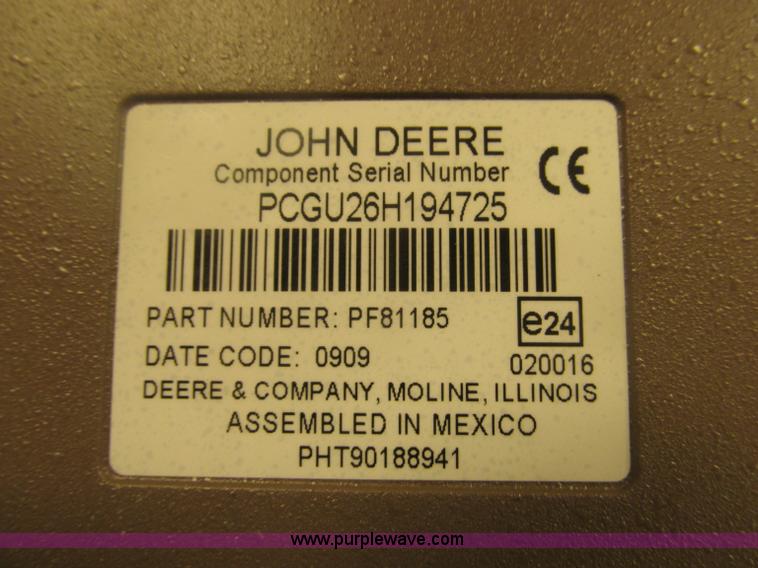 JOHN DEERE
Component Serial Number
CE
PCGU26H194725
PART NUMBER: PF81185
e24
DATE CODE: 0909
020016
DEERE & COMPANY, MOLINE, ILLINOIS
ASSEMBLED IN MEXICO
PHT90188941
www.purplewave.com